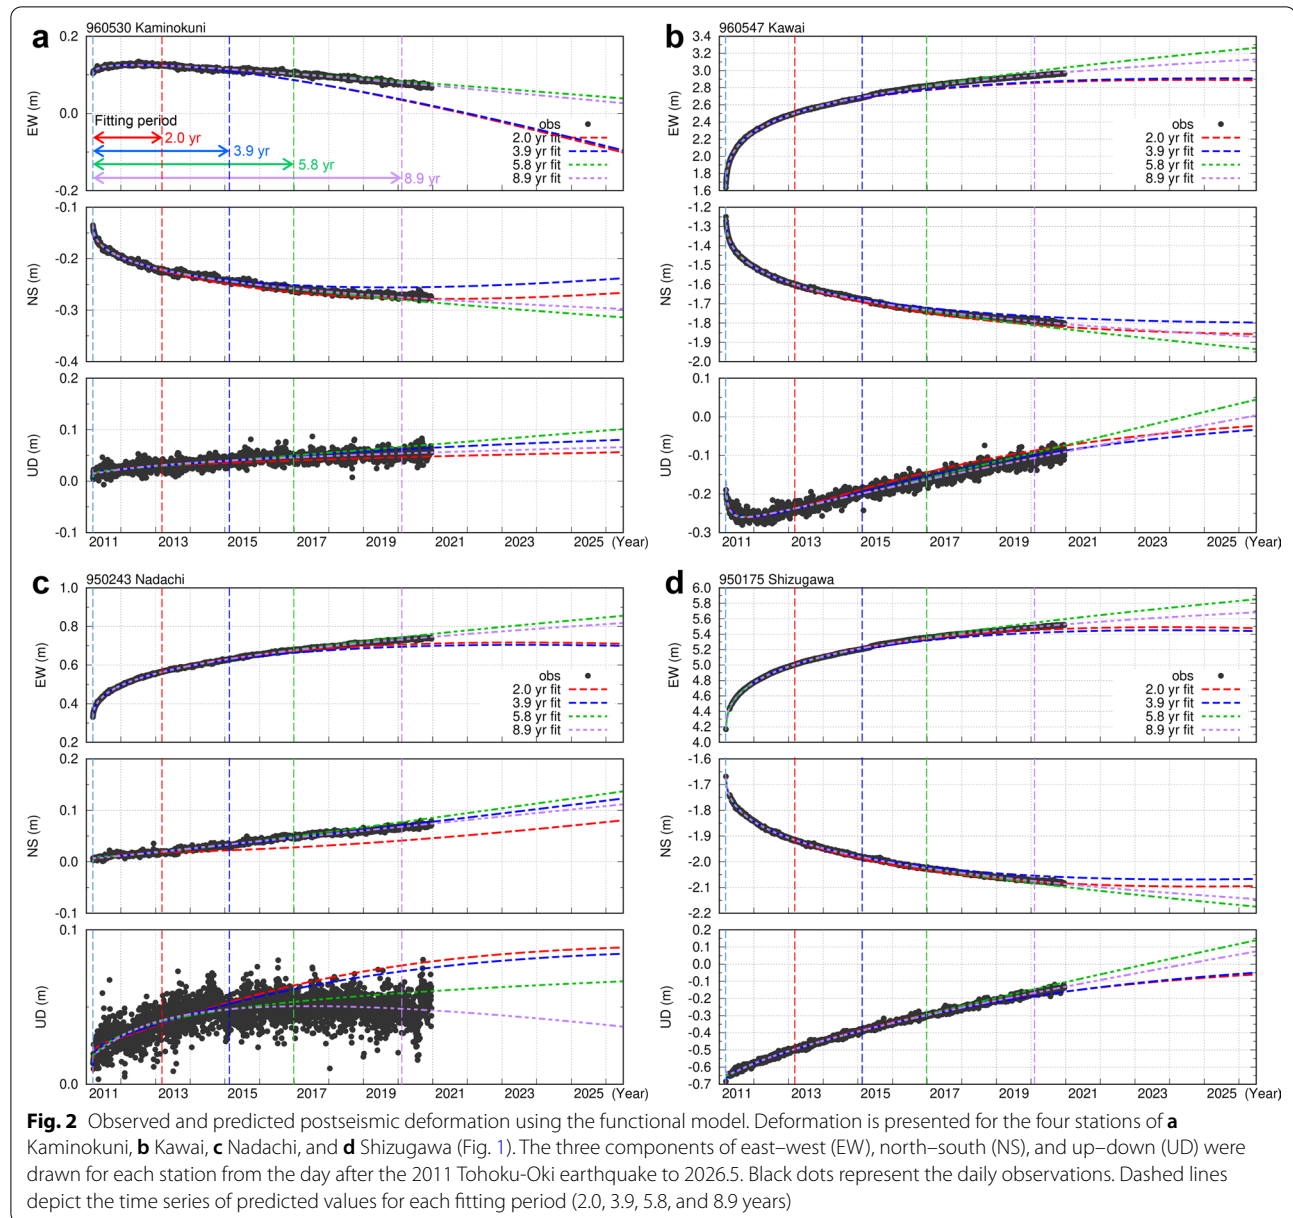 a
960530 Kaminokuni
0.2
0.0
-0.2
EW (m)
Fitting period
2.0 yr
3.9 yr
5.8 yr
8.9 yr
obs
2.0 yr fit
3.9 yr fit
5.8 yr fit
8.9 yr fit
-0.1
-0.2
-0.3
-0.4
NS (m)
0.2
0.1
0.0
-0.1
UD (m)
2011 2013 2015 2017 2019 2021 2023 2025 (Year)
b
960547 Kawai
3.4
3.2
3.0
2.8
2.6
2.4
2.2
2.0
1.8
1.6
EW (m)
obs
2.0 yr fit
3.9 yr fit
5.8 yr fit
8.9 yr fit
-1.2
-1.3
-1.4
-1.5
-1.6
-1.7
-1.8
-1.9
-2.0
NS (m)
0.1
0.0
-0.1
-0.2
-0.3
UD (m)
2011 2013 2015 2017 2019 2021 2023 2025 (Year)
c
950243 Nadachi
1.0
0.8
0.6
0.4
0.2
EW (m)
obs
2.0 yr fit
3.9 yr fit
5.8 yr fit
8.9 yr fit
0.2
0.1
0.0
-0.1
NS (m)
0.1
0.0
UD (m)
2011 2013 2015 2017 2019 2021 2023 2025 (Year)
d
950175 Shizugawa
6.0
5.8
5.6
5.4
5.2
5.0
4.8
4.6
4.4
4.2
4.0
EW (m)
obs
2.0 yr fit
3.9 yr fit
5.8 yr fit
8.9 yr fit
-1.6
-1.7
-1.8
-1.9
-2.0
-2.1
-2.2
NS (m)
0.2
0.1
0.0
-0.1
-0.2
-0.3
-0.4
-0.5
-0.6
-0.7
UD (m)
2011 2013 2015 2017 2019 2021 2023 2025 (Year)
Fig. 2 Observed and predicted postseismic deformation using the functional model. Deformation is presented for the four stations of a
Kaminokuni, b Kawai, c Nadachi, and d Shizugawa (Fig. 1). The three components of east–west (EW), north–south (NS), and up–down (UD) were
drawn for each station from the day after the 2011 Tohoku-Oki earthquake to 2026.5. Black dots represent the daily observations. Dashed lines
depict the time series of predicted values for each fitting period (2.0, 3.9, 5.8, and 8.9 years)